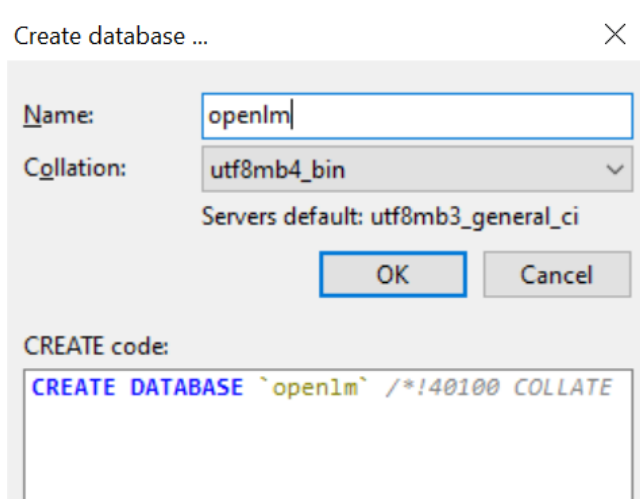 Create database ...
Name:
openlm
Collation:
utf8mb4_bin
Servers default: utf8mb3_general_ci
OK
Cancel
CREATE code:
CREATE DATABASE `openlm` /*!40100 COLLATE